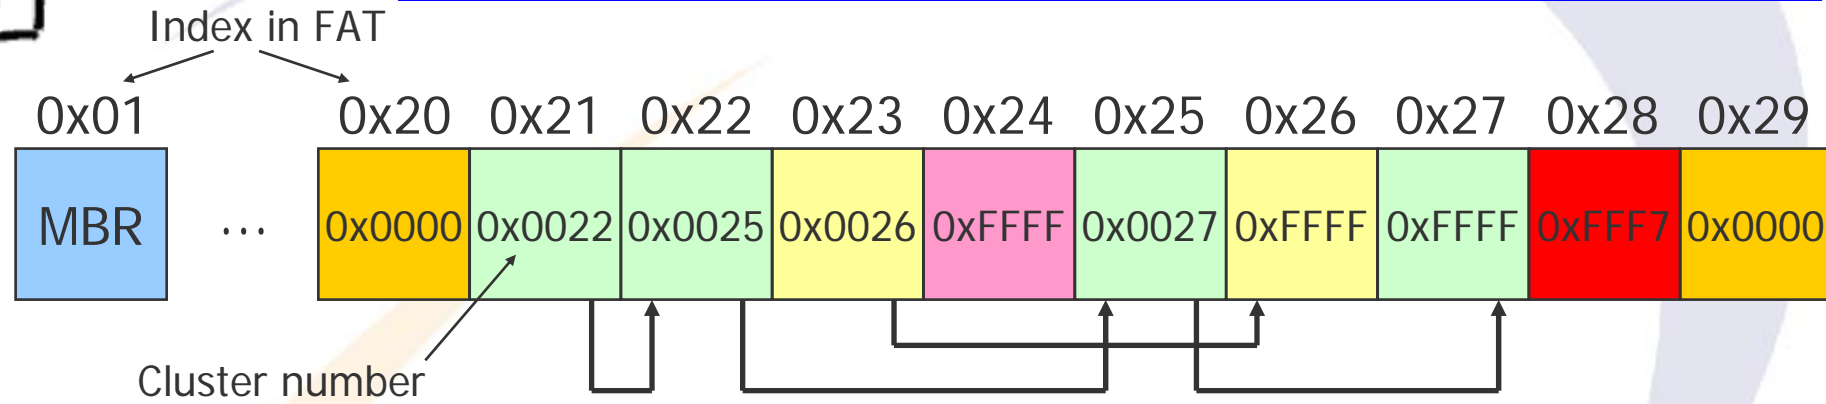 Index in FAT
0x01 0x20 0x21 0x22 0x23 0x24 0x25 0x26 0x27 0x28 0x29
MBR ... 0x0000 0x0022 0x0025 0x0026 0xFFFF 0x0027 0xFFFF 0xFFFF 0xFFF7 0x0000
Cluster number